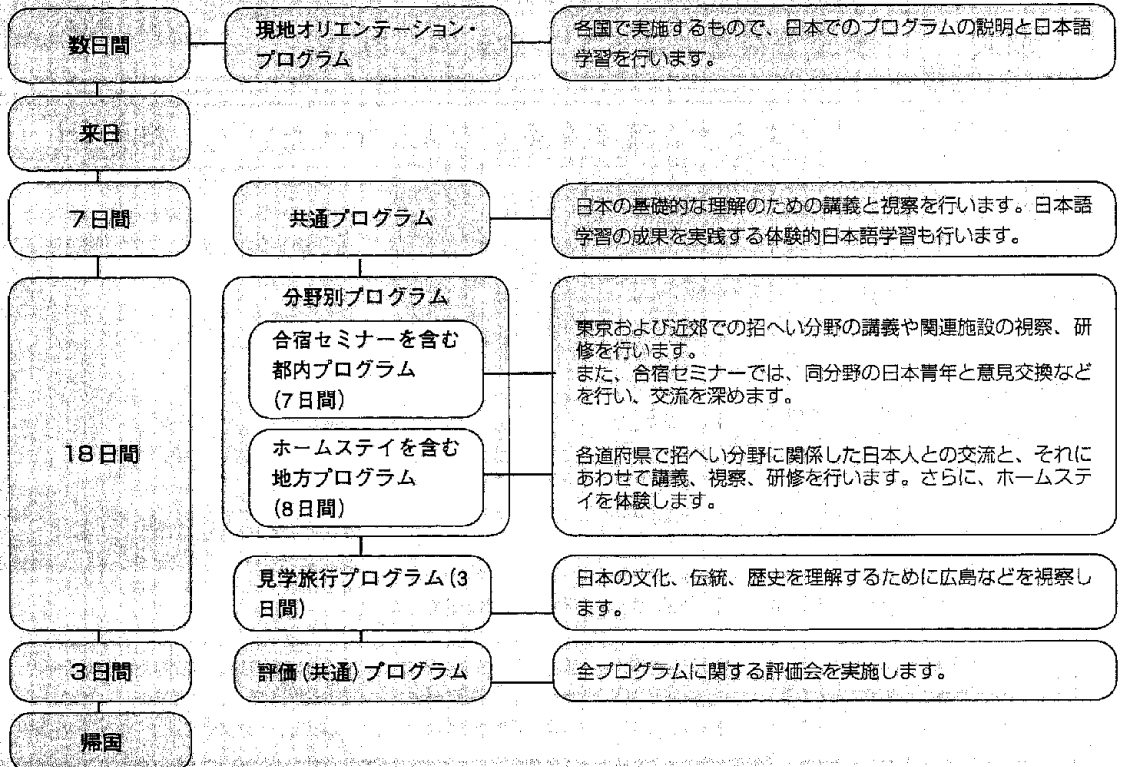 数日間
現地オリエンテーション・
プログラム
各国で実施するもので、日本でのプログラムの説明と日本語
学習を行います。
来日
7日間
共通プログラム
日本の基礎的な理解のための講義と視察を行います。日本語
学習の成果を実践する体験的日本語学習も行います。
18日間
分野別プログラム
合宿セミナーを含む
都内プログラム
(7日間)
東京および近郊での招へい分野の講義や関連施設の視察、研
修を行います。
また、合宿セミナーでは、同分野の日本青年と意見交換など
を行い、交流を深めます。
ホームステイを含む
地方プログラム
(8日間)
各道府県で招へい分野に関係した日本人との交流と、それに
あわせて講義、視察、研修を行います。さらに、ホームステ
イを体験します。
見学旅行プログラム(3
日間)
日本の文化、伝統、歴史を理解するために広島などを視察し
ます。
3日間
評価(共通)プログラム
全プログラムに関する評価会を実施します。
帰国